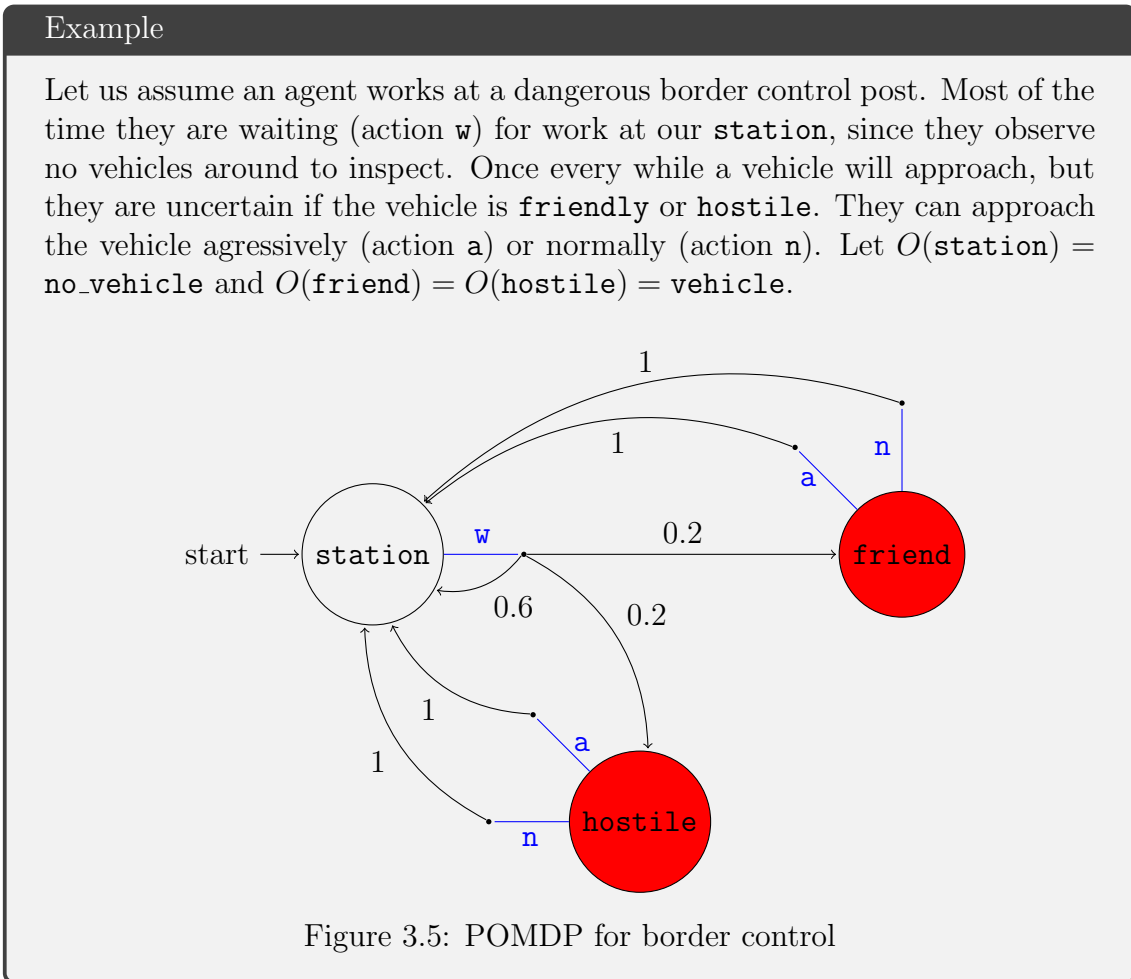 Example
Let us assume an agent works at a dangerous border control post. Most of the
time they are waiting (action w) for work at our station, since they observe
no vehicles around to inspect. Once every while a vehicle will approach, but
they are uncertain if the vehicle is friendly or hostile. They can approach
the vehicle agressively (action a) or normally (action n). Let O(station) =
no_vehicle and O(friend) = O(hostile) = vehicle.
1
1
n
a
start
station
w
0.2
friend
0.6
0.2
1
a
1
hostile
n
Figure 3.5: POMDP for border control